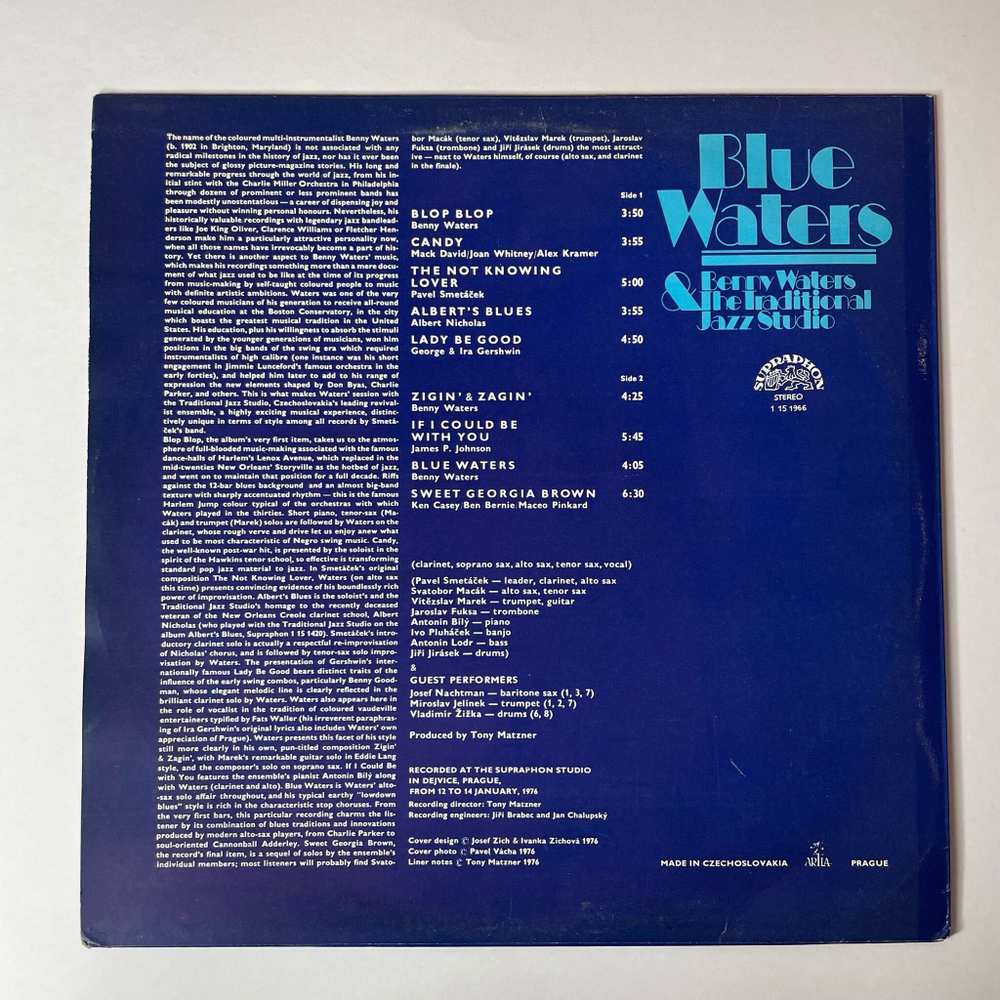 The name of the coloured multi-instrumentalist Benny Waters
(b. 1902 in Brighton, Maryland) is not associated with any
radical milestones in the history of jazz, nor has it ever been
the subject of glossy picture-magazine stories. His long and
remarkable progress through the world of jazz, from his in-
itial stint with the Charlie Miller Orchestra in Philadelphia
through dozens of prominent or less prominent bands has
been modestly unostentatious — a career of dispensing joy and
pleasure without winning personal honours. Nevertheless, his
historically valuable recordings with legendary jazz bandlead-
ers like Joe King Oliver, Clarence Williams or Fletcher Hen-
derson make him a particularly attractive personality now,
when all those names have irrevocably become a part of his-
tory. Yet there is another aspect to Benny Waters' music,
which makes his recordings something more than a mere docu-
ment of what jazz used to be like at the time of its progress
from music-making by self-taught coloured people to music
with definite artistic ambitions. Waters was one of the very
few coloured musicians of his generation to receive all-round
musical education at the Boston Conservatory, in the city
which boasts the greatest musical tradition in the United
States. His education, plus his willingness to absorb the stimuli
generated by the younger generations of musicians, won him
positions in the big bands of the swing era which required
instrumentalists of high calibre (one instance was his short
engagement in Jimmie Lunceford's famous orchestra in the
early forties), and helped him later to add to his range of
expression the new elements shaped by Don Byas, Charlie
Parker, and others. This is what makes Waters' session with
the Traditional Jazz Studio, Czechoslovakia's leading revival-
ist ensemble, a highly exciting musical experience, distinc-
tively unique in terms of style among all records by Smetá-
ček's band.
Blop Blop, the album's very first item, takes us to the atmos-
phere of full-blooded music-making associated with the famous
dance-halls of Harlem's Lenox Avenue, which replaced in the
mid-twenties New Orleans' Storyville as the hotbed of jazz,
and went on to maintain that position for a full decade. Riffs
against the 12-bar blues background and an almost big-band
texture with sharply accentuated rhythm — this is the famous
Harlem Jump colour typical of the orchestras with which
Waters played in the thirties. Short piano, tenor-sax (Ma-
cák) and trumpet (Marek) solos are followed by Waters on the
clarinet, whose rough verve and drive let us enjoy anew what
used to be most characteristic of Negro swing music. Candy,
the well-known post-war hit, is presented by the soloist in the
spirit of the Hawkins tenor school, so effective is transforming
standard pop jazz material to jazz. In Smetáček's original
composition The Not Knowing Lover, Waters (on alto sax
this time) presents convincing evidence of his boundlessly rich
power of improvisation. Albert's Blues is the soloist's and the
Traditional Jazz Studio's homage to the recently deceased
veteran of the New Orleans Creole clarinet school, Albert
Nicholas (who played with the Traditional Jazz Studio on the
album Albert's Blues, Supraphon 1 15 1420). Smetáček's intro-
ductory clarinet solo is actually a respectful re-improvisation
of Nicholas' chorus, and is followed by tenor-sax solo impro-
visation by Waters. The presentation of Gershwin's inter-
nationally famous Lady Be Good bears distinct traits of the
influence of the early swing combos, particularly Benny Good-
man, whose elegant melodic line is clearly reflected in the
brilliant clarinet solo by Waters. Waters also appears here in
the role of vocalist in the tradition of coloured vaudeville
entertainers typified by Fats Waller (his irreverent paraphras-
ing of Ira Gershwin's original lyrics also includes Waters' own
appreciation of Prague). Waters presents this facet of his style
still more clearly in his own, pun-titled composition Zigin'
& Zagin', with Marek's remarkable guitar solo in Eddie Lang
style, and the composer's solo on soprano sax. If I Could Be
with You features the ensemble's pianist Antonín Bílý along
with Waters (clarinet and alto). Blue Waters is Waters' alto-
-sax solo affair throughout, and his typical earthy "lowdown
blues" style is rich in the characteristic stop choruses. From
the very first bars, this particular recording charms the lis-
tener by its combination of blues traditions and innovations
produced by modern alto-sax players, from Charlie Parker to
soul-oriented Cannonball Adderley. Sweet Georgia Brown,
the record's final item, is a sequel of solos by the ensemble's
individual members; most listeners will probably find Svato-
bor Macák (tenor sax), Vítězslav Marek (trumpet), Jaroslav
Fuksa (trombone) and Jiří Jirásek (drums) the most attract-
ive — next to Waters himself, of course (alto sax, and clarinet
in the finale).
Side 1
BLOP BLOP 3:50
Benny Waters
CANDY 3:55
Mack David/Joan Whitney/Alex Kramer
THE NOT KNOWING
LOVER 5:00
Pavel Smetáček
ALBERT'S BLUES 3:55
Albert Nicholas
LADY BE GOOD 4:50
George & Ira Gershwin
Side 2
ZIGIN' & ZAGIN' 4:25
Benny Waters
IF I COULD BE
WITH YOU 5:45
James P. Johnson
BLUE WATERS 4:05
Benny Waters
SWEET GEORGIA BROWN 6:30
Ken Casey/Ben Bernie/Maceo Pinkard
(clarinet, soprano sax, alto sax, tenor sax, vocal)
(Pavel Smetáček — leader, clarinet, alto sax
Svatobor Macák — alto sax, tenor sax
Vítězslav Marek — trumpet, guitar
Jaroslav Fuksa — trombone
Antonín Bílý — piano
Ivo Pluháček — banjo
Antonín Lodr — bass
Jiří Jirásek — drums)
&
GUEST PERFORMERS
Josef Nachtman — baritone sax (1, 3, 7)
Miroslav Jelínek — trumpet (1, 2, 7)
Vladimír Žižka — drums (6, 8)
Produced by Tony Matzner
RECORDED AT THE SUPRAPHON STUDIO
IN DEJVICE, PRAGUE,
FROM 12 TO 14 JANUARY, 1976
Recording director: Tony Matzner
Recording engineers: Jiří Brabec and Jan Chalupský
Cover design © Josef Zich & Ivanka Zichová 1976
Cover photo © Pavel Vácha 1976
Liner notes © Tony Matzner 1976
Blue
Waters
& Benny Waters
The Traditional
Jazz Studio
SUPRAPHON
STEREO
1 15 1966
MADE IN CZECHOSLOVAKIA ARTIA PRAGUE